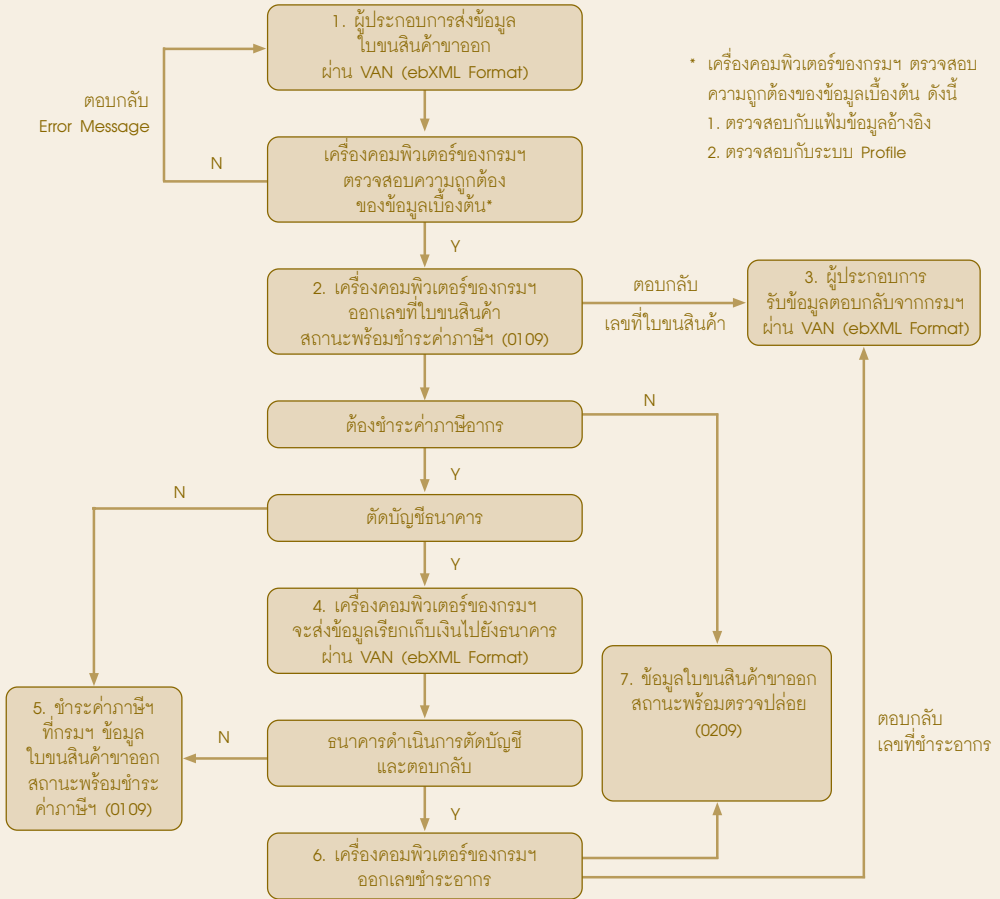 1. ผู้ประกอบการส่งข้อมูล
ใบขนสินค้าขาออก
ผ่าน VAN (ebXML Format)
* เครื่องคอมพิวเตอร์ของกรมฯ ตรวจสอบ
ความถูกต้องของข้อมูลเบื้องต้น ดังนี้
1. ตรวจสอบกับแฟ้มข้อมูลอ้างอิง
2. ตรวจสอบกับระบบ Profile
ตอบกลับ
Error Message
N
เครื่องคอมพิวเตอร์ของกรมฯ
ตรวจสอบความถูกต้อง
ของข้อมูลเบื้องต้น*
Y
2. เครื่องคอมพิวเตอร์ของกรมฯ
ออกเลขที่ใบขนสินค้า
สถานะพร้อมชำระค่าภาษีฯ (0109)
ตอบกลับ
เลขที่ใบขนสินค้า
3. ผู้ประกอบการ
รับข้อมูลตอบกลับจากกรมฯ
ผ่าน VAN (ebXML Format)
ต้องชำระค่าภาษีอากร
N
Y
N
ตัดบัญชีธนาคาร
Y
4. เครื่องคอมพิวเตอร์ของกรมฯ
จะส่งข้อมูลเรียกเก็บเงินไปยังธนาคาร
ผ่าน VAN (ebXML Format)
5. ชำระค่าภาษีฯ
ที่กรมฯ ข้อมูล
ใบขนสินค้าขาออก
สถานะพร้อมชำระ
ค่าภาษีฯ (0109)
N
ธนาคารดำเนินการตัดบัญชี
และตอบกลับ
7. ข้อมูลใบขนสินค้าขาออก
สถานะพร้อมตรวจปล่อย
(0209)
ตอบกลับ
เลขที่ชำระอากร
Y
6. เครื่องคอมพิวเตอร์ของกรมฯ
ออกเลขชำระอากร